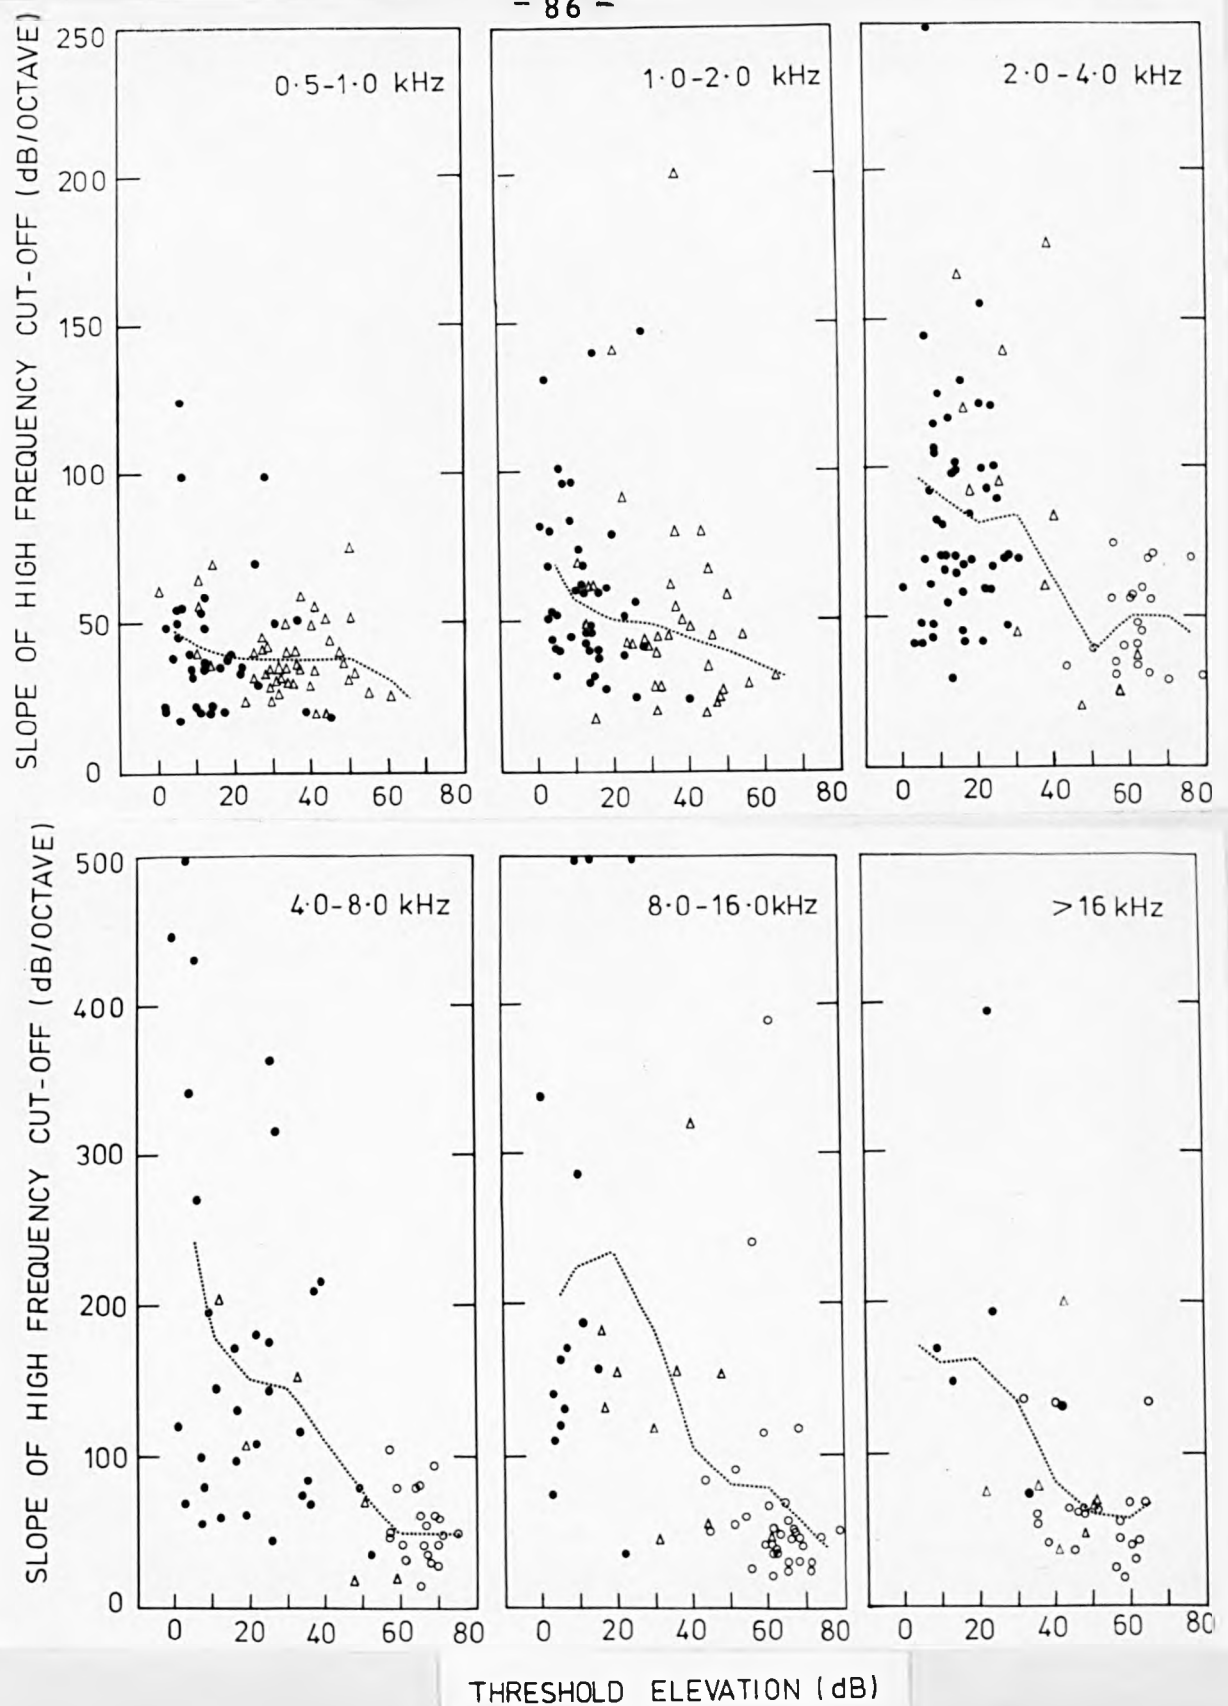 - 86 -
SLOPE OF HIGH FREQUENCY CUT-OFF (dB/OCTAVE)
250
200
150
100
50
0
0·5-1·0 kHz
1·0-2·0 kHz
2·0-4·0 kHz
0 20 40 60 80
0 20 40 60 80
0 20 40 60 80
SLOPE OF HIGH FREQUENCY CUT-OFF (dB/OCTAVE)
500
400
300
200
100
0
4·0-8·0 kHz
8·0-16·0kHz
>16 kHz
0 20 40 60 80
0 20 40 60 80
0 20 40 60 80
THRESHOLD ELEVATION (dB)